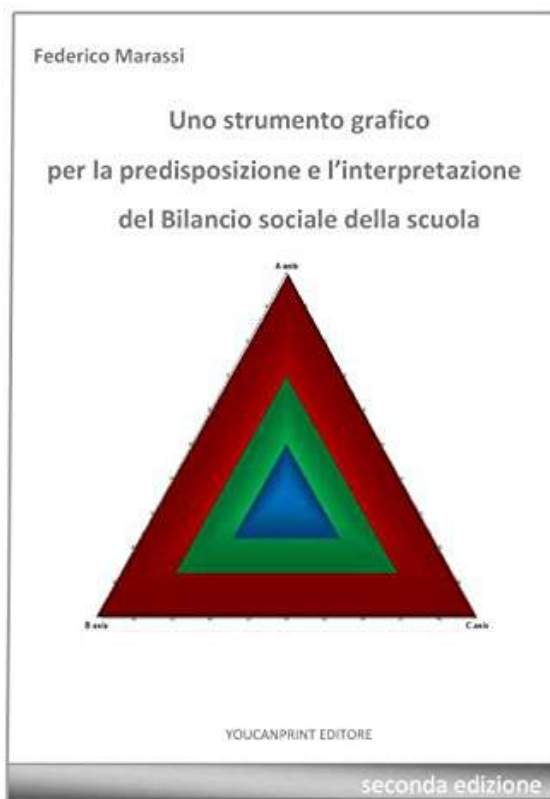 Federico Marassi
Uno strumento grafico
per la predisposizione e l'interpretazione
del Bilancio sociale della scuola
A axis
B axis
C axis
YOUCANPRINT EDITORE
seconda edizione